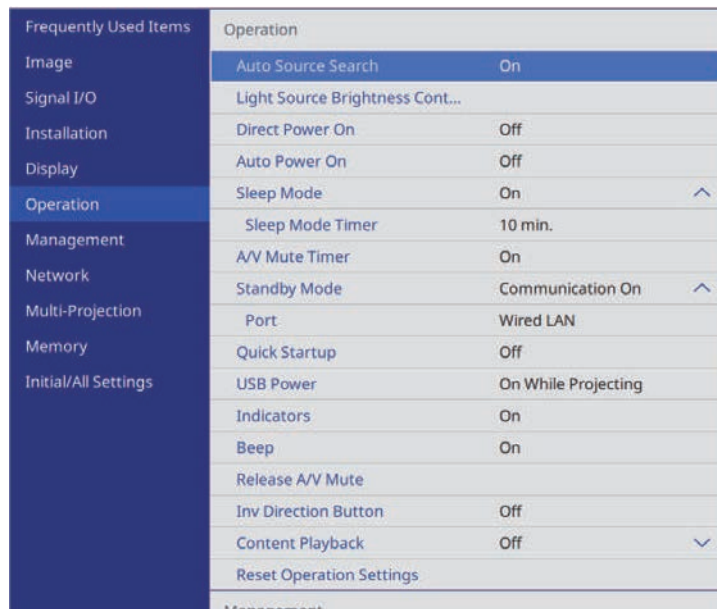 Frequently Used Items
Image
Signal I/O
Installation
Display
Operation
Management
Network
Multi-Projection
Memory
Initial/All Settings
Operation
Auto Source Search On
Light Source Brightness Cont...
Direct Power On Off
Auto Power On Off
Sleep Mode On
Sleep Mode Timer 10 min.
A/V Mute Timer On
Standby Mode Communication On
Port Wired LAN
Quick Startup Off
USB Power On While Projecting
Indicators On
Beep On
Release A/V Mute
Inv Direction Button Off
Content Playback Off
Reset Operation Settings
Management